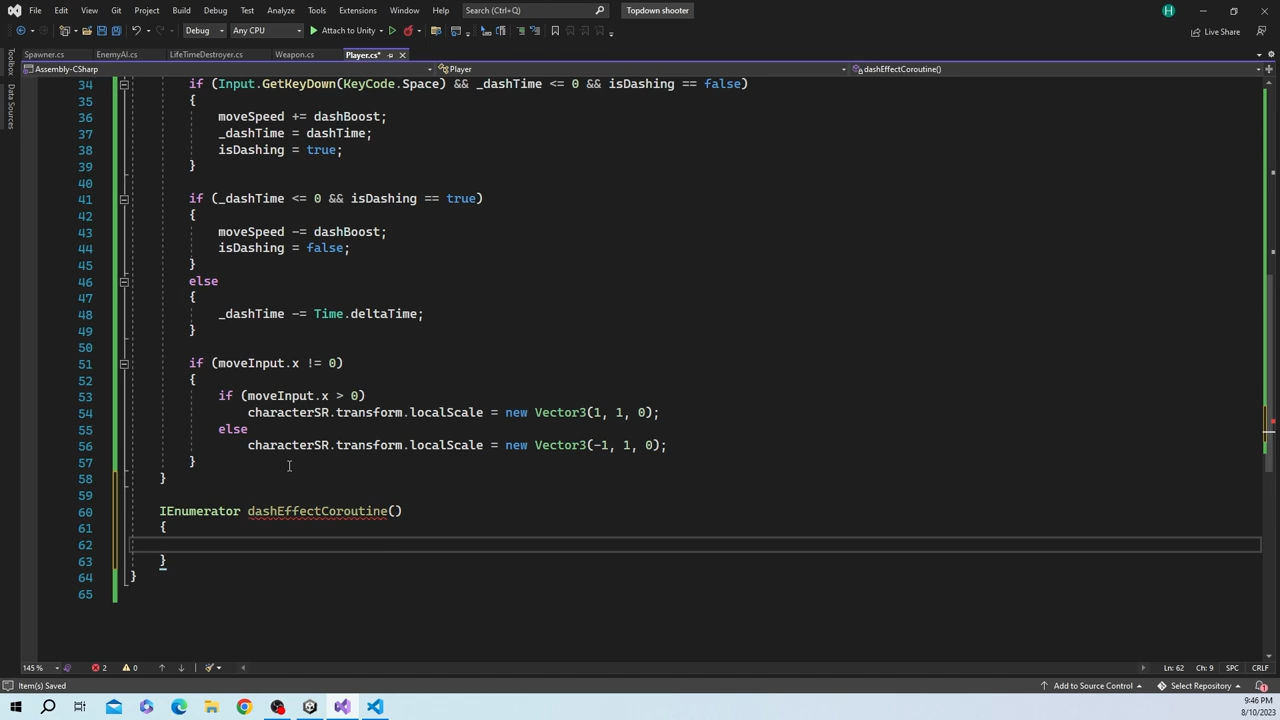 File Edit View Git Project Build Debug Test Analyze Tools Extensions Window Help Search (Ctrl+Q) Topdown shooter H
Debug Any CPU Attach to Unity Live Share
Spawner.cs EnemyAI.cs LifeTimeDestroyer.cs Weapon.cs Player.cs*
Assembly-CSharp Player dashEffectCoroutine()
Toolbox
Data Sources
34 if (Input.GetKeyDown(KeyCode.Space) && _dashTime <= 0 && isDashing == false)
35 {
36 moveSpeed += dashBoost;
37 _dashTime = dashTime;
38 isDashing = true;
39 }
40
41 if (_dashTime <= 0 && isDashing == true)
42 {
43 moveSpeed -= dashBoost;
44 isDashing = false;
45 }
46 else
47 {
48 _dashTime -= Time.deltaTime;
49 }
50
51 if (moveInput.x != 0)
52 {
53 if (moveInput.x > 0)
54 characterSR.transform.localScale = new Vector3(1, 1, 0);
55 else
56 characterSR.transform.localScale = new Vector3(-1, 1, 0);
57 }
58 }
59
60 IEnumerator dashEffectCoroutine()
61 {
62
63 }
64 }
65
145 % 2 0 Ln: 62 Ch: 9 SPC CRLF
Item(s) Saved Add to Source Control Select Repository 1
9:46 PM
8/10/2023